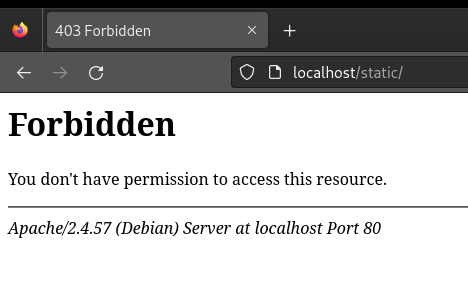 403 Forbidden
localhost/static/
Forbidden
You don't have permission to access this resource.
Apache/2.4.57 (Debian) Server at localhost Port 80